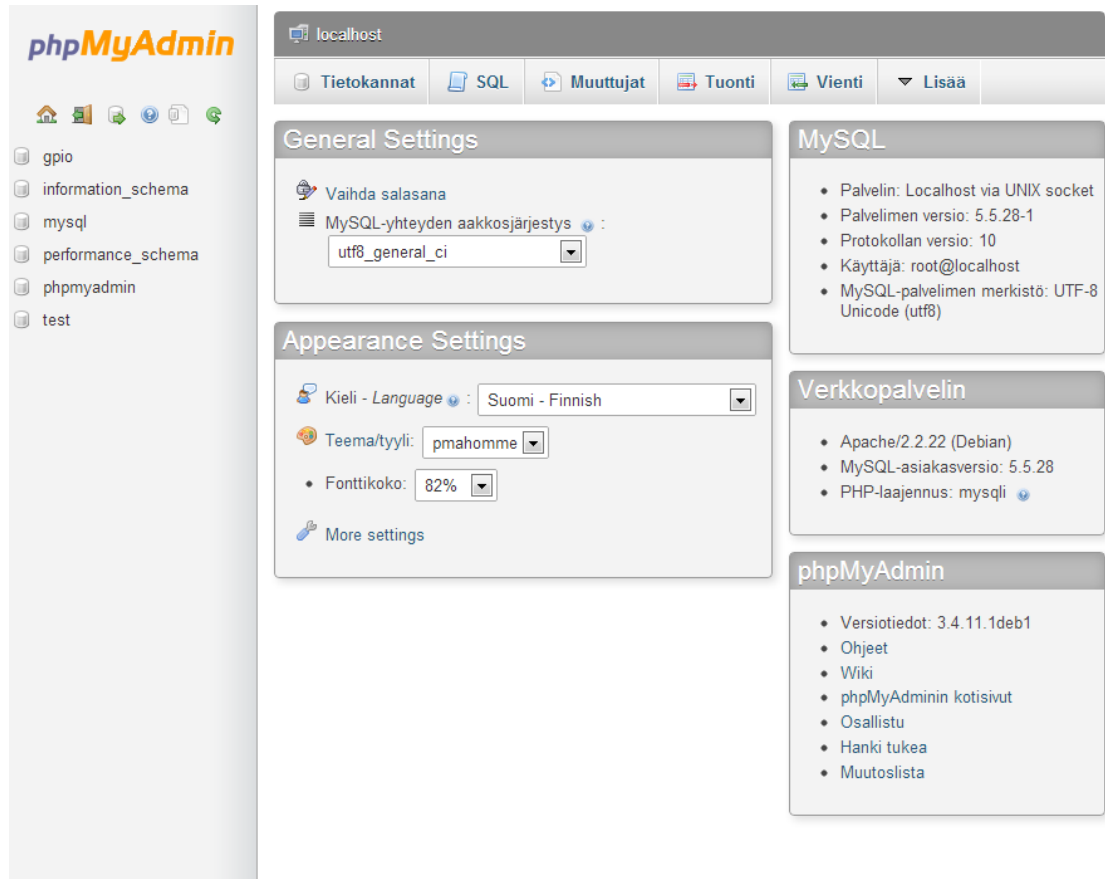 phpMyAdmin
gpio
information_schema
mysql
performance_schema
phpmyadmin
test
localhost
Tietokannat SQL Muuttujat Tuonti Vienti Lisää
General Settings
Vaihda salasana
MySQL-yhteyden aakkosjärjestys :
utf8_general_ci
Appearance Settings
Kieli - Language : Suomi - Finnish
Teema/tyyli: pmahomme
Fonttikoko: 82%
More settings
MySQL
Palvelin: Localhost via UNIX socket
Palvelimen versio: 5.5.28-1
Protokollan versio: 10
Käyttäjä: root@localhost
MySQL-palvelimen merkistö: UTF-8
Unicode (utf8)
Verkkopalvelin
Apache/2.2.22 (Debian)
MySQL-asiakasversio: 5.5.28
PHP-laajennus: mysqli
phpMyAdmin
Versiotiedot: 3.4.11.1deb1
Ohjeet
Wiki
phpMyAdminin kotisivut
Osallistu
Hanki tukea
Muutoslista